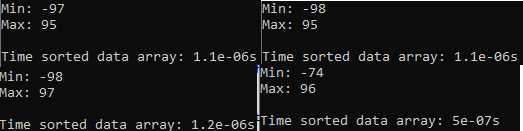 Min: -97
Max: 95
Time sorted data array: 1.1e-06s
Min: -98
Max: 95
Time sorted data array: 1.1e-06s
Min: -98
Max: 97
Time sorted data array: 1.2e-06s
Min: -74
Max: 96
Time sorted data array: 5e-07s